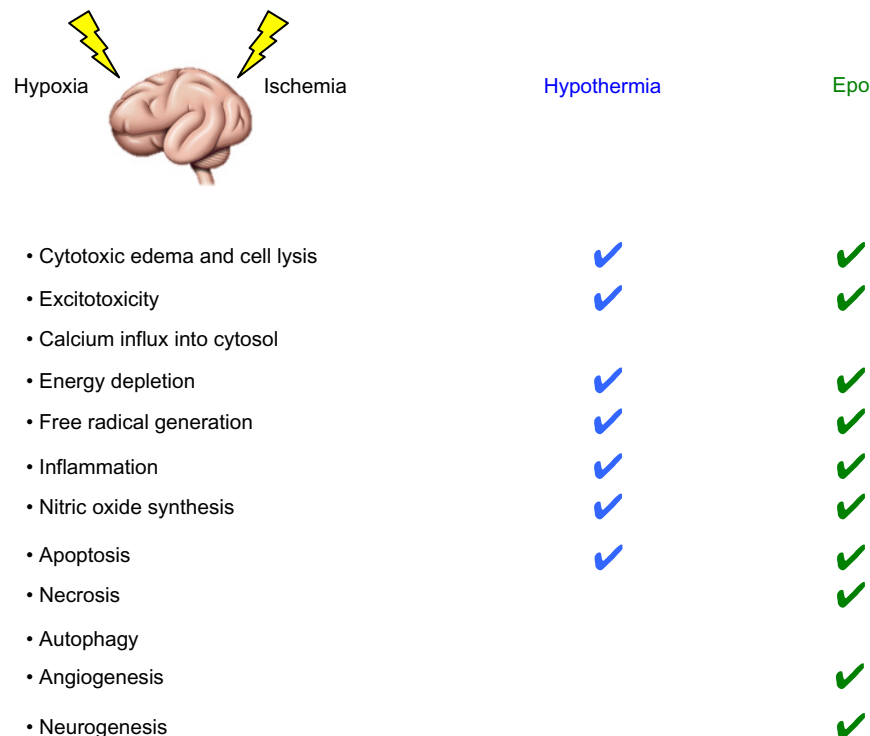 Hypoxia Ischemia Hypothermia Epo
• Cytotoxic edema and cell lysis ✔ ✔
• Excitotoxicity ✔ ✔
• Calcium influx into cytosol
• Energy depletion ✔ ✔
• Free radical generation ✔ ✔
• Inflammation ✔ ✔
• Nitric oxide synthesis ✔ ✔
• Apoptosis ✔ ✔
• Necrosis ✔
• Autophagy
• Angiogenesis ✔
• Neurogenesis ✔